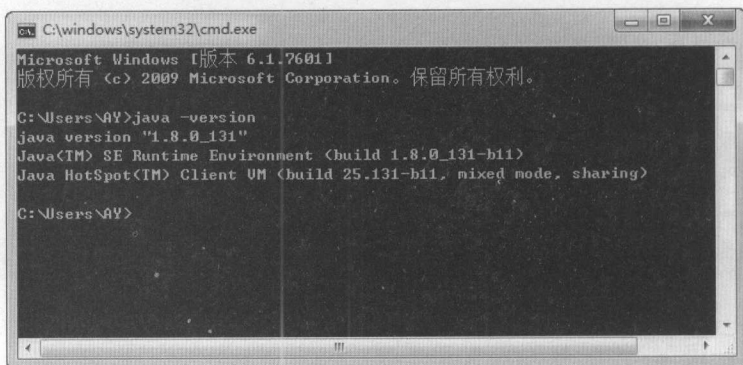 C:\windows\system32\cmd.exe
Microsoft Windows [版本 6.1.7601]
版权所有 (c) 2009 Microsoft Corporation。保留所有权利。
C:\Users\AY>java -version
java version "1.8.0_131"
Java(TM) SE Runtime Environment (build 1.8.0_131-b11)
Java HotSpot(TM) Client VM (build 25.131-b11, mixed mode, sharing)
C:\Users\AY>